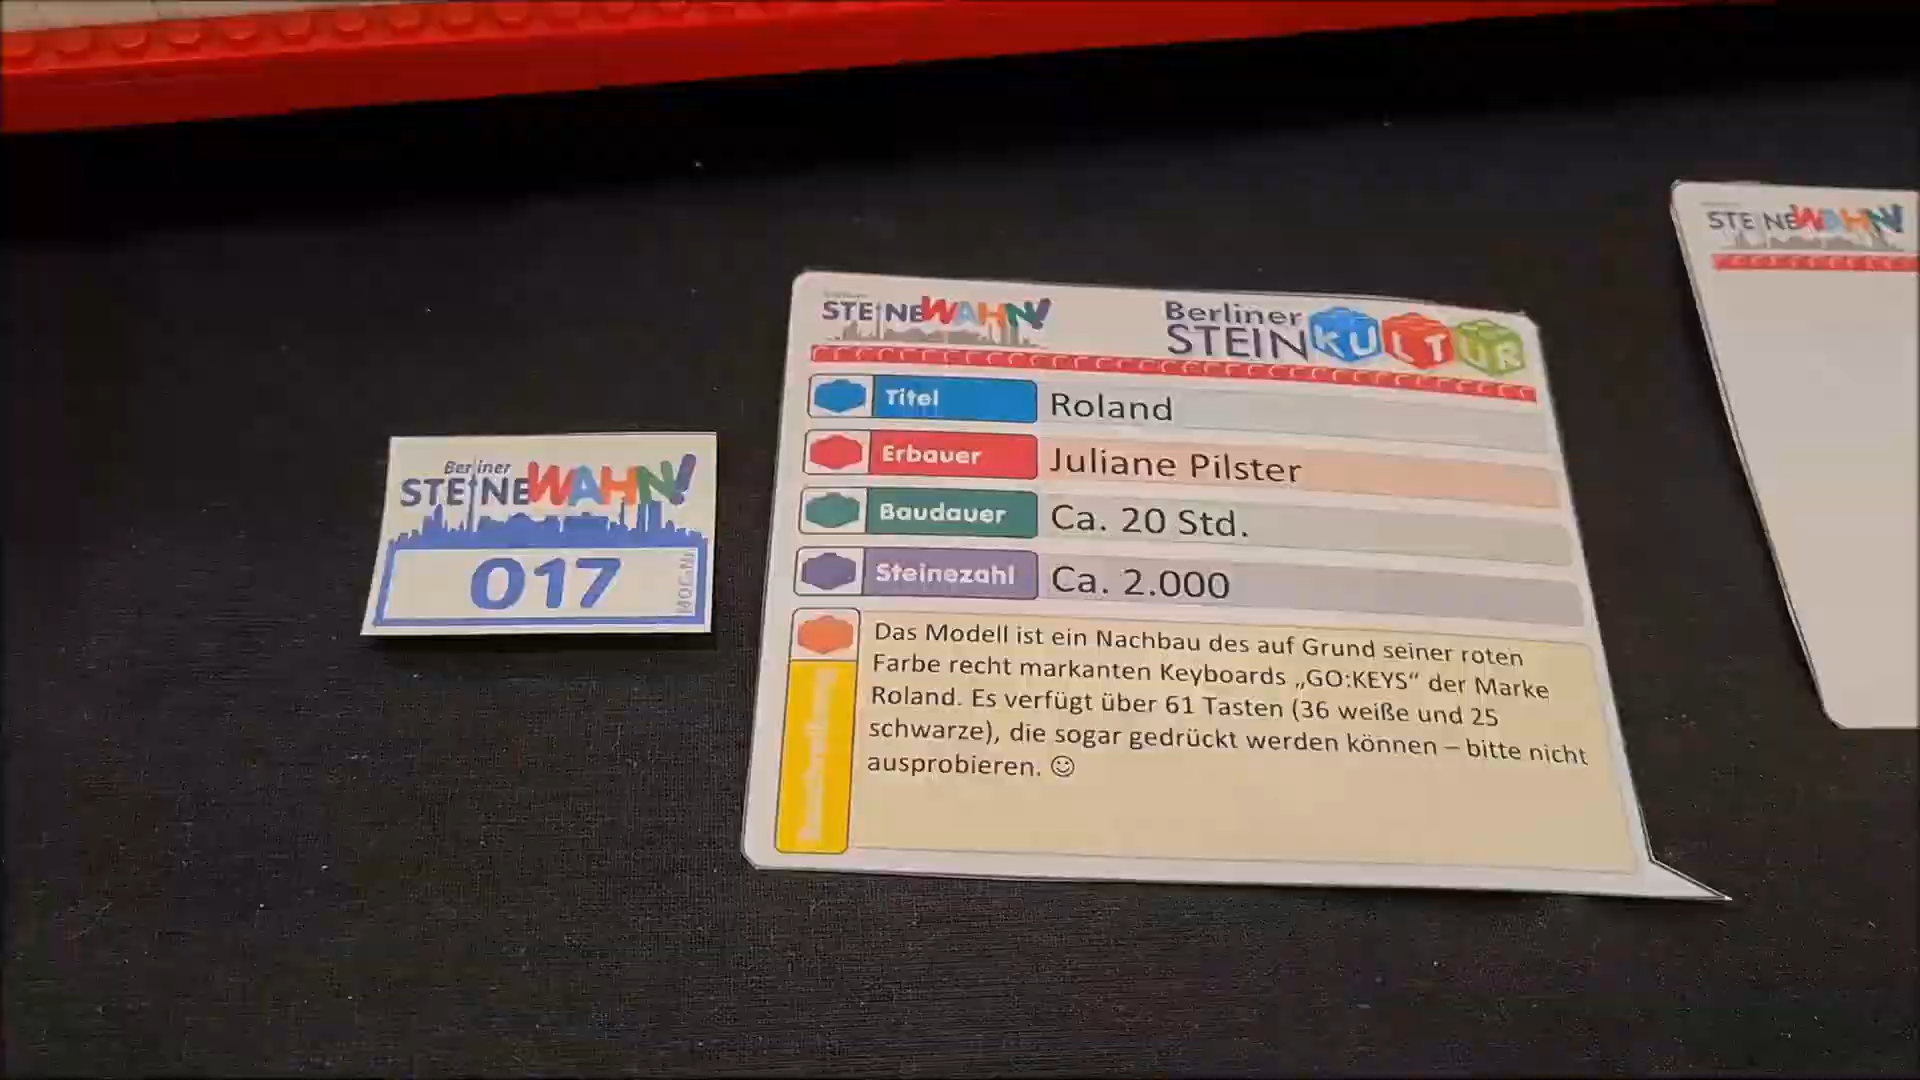 Berliner
STEINEWAHN!
017
STEINEWAHN!
Berliner
STEINKULTUR
Titel Roland
Erbauer Juliane Pilster
Baudauer Ca. 20 Std.
Steinezahl Ca. 2.000
Beschreibung
Das Modell ist ein Nachbau des auf Grund seiner roten
Farbe recht markanten Keyboards „GO:KEYS“ der Marke
Roland. Es verfügt über 61 Tasten (36 weiße und 25
schwarze), die sogar gedrückt werden können – bitte nicht
ausprobieren. ☺
STEINEWAHN!